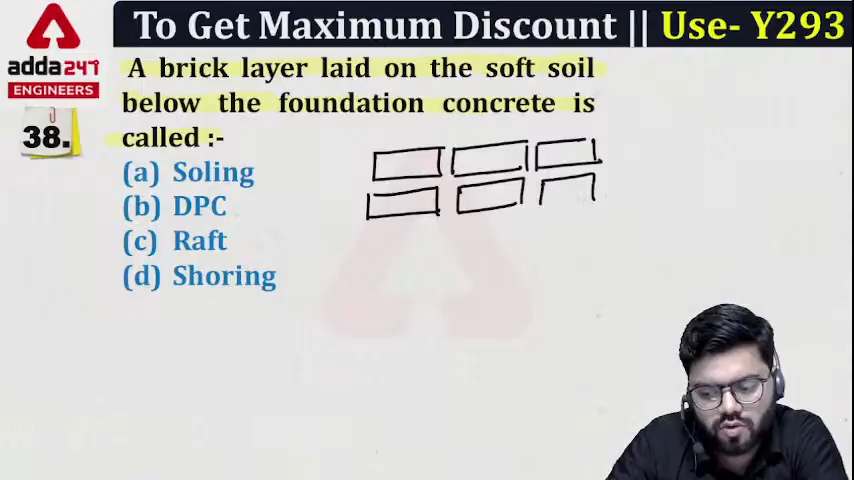 To Get Maximum Discount || Use- Y293
adda247
ENGINEERS
38.
A brick layer laid on the soft soil
below the foundation concrete is
called :-
(a) Soling
(b) DPC
(c) Raft
(d) Shoring